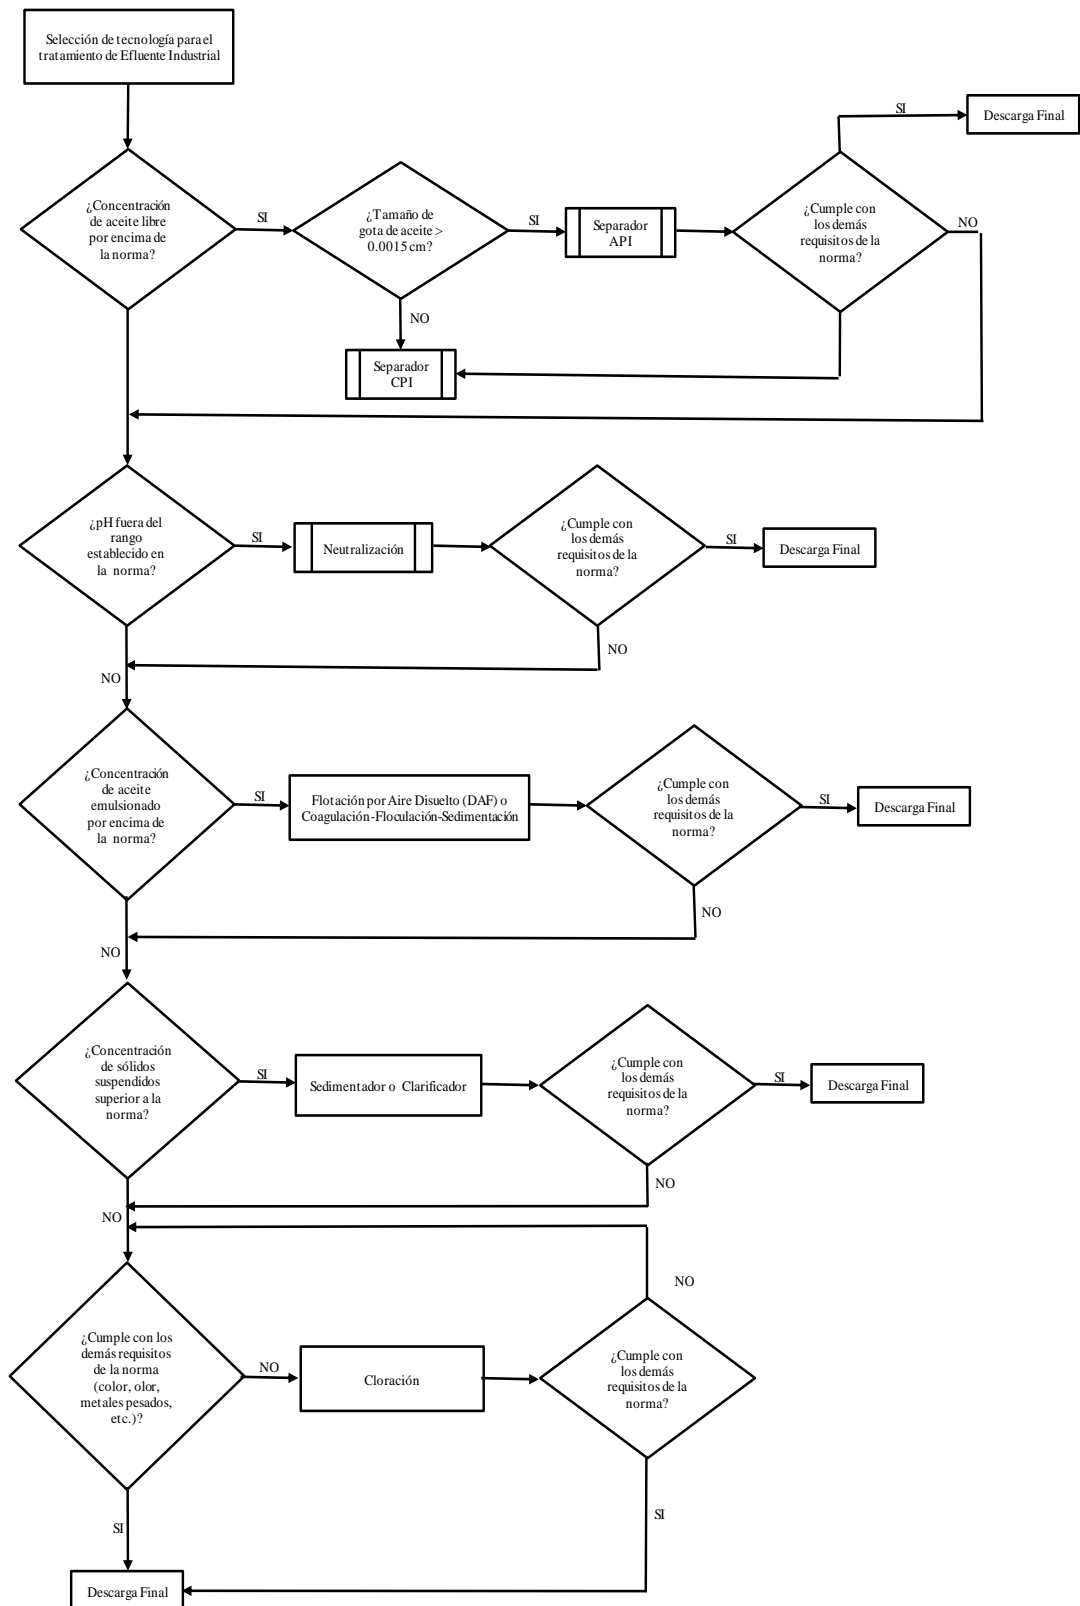 Selección de tecnología para el
tratamiento de Efluente Industrial
SI
Descarga Final
¿Concentración
de aceite libre
por encima de
la norma?
SI
¿Tamaño de
gota de aceite >
0.0015 cm?
SI
Separador
API
¿Cumple con
los demás
requisitos de la
norma?
NO
NO
Separador
CPI
¿pH fuera del
rango
establecido en
la norma?
SI
Neutralización
¿Cumple con
los demás
requisitos de la
norma?
SI
Descarga Final
NO
NO
¿Concentración
de aceite
emulsionado
por encima de
la norma?
SI
Flotación por Aire Disuelto (DAF) o
Coagulación-Floculación-Sedimentación
¿Cumple con
los demás
requisitos de la
norma?
SI
Descarga Final
NO
NO
¿Concentración
de sólidos
suspendidos
superior a la
norma?
SI
Sedimentador o Clarificador
¿Cumple con
los demás
requisitos de la
norma?
SI
Descarga Final
NO
NO
NO
¿Cumple con los
demás requisitos
de la norma
(color, olor,
metales pesados,
etc.)?
NO
Cloración
¿Cumple con
los demás
requisitos de la
norma?
SI
SI
Descarga Final